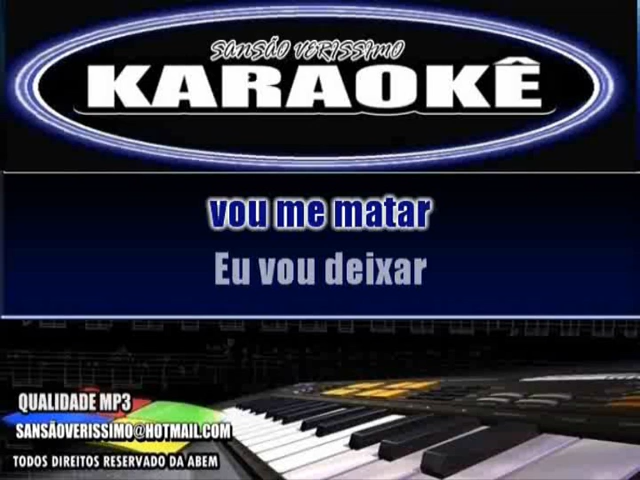 SANSÃO VERISSIMO
KARAOKÊ
vou me matar
Eu vou deixar
QUALIDADE MP3
SANSÃOVERISSIMO@HOTMAIL.COM
TODOS DIREITOS RESERVADO DA ABEM